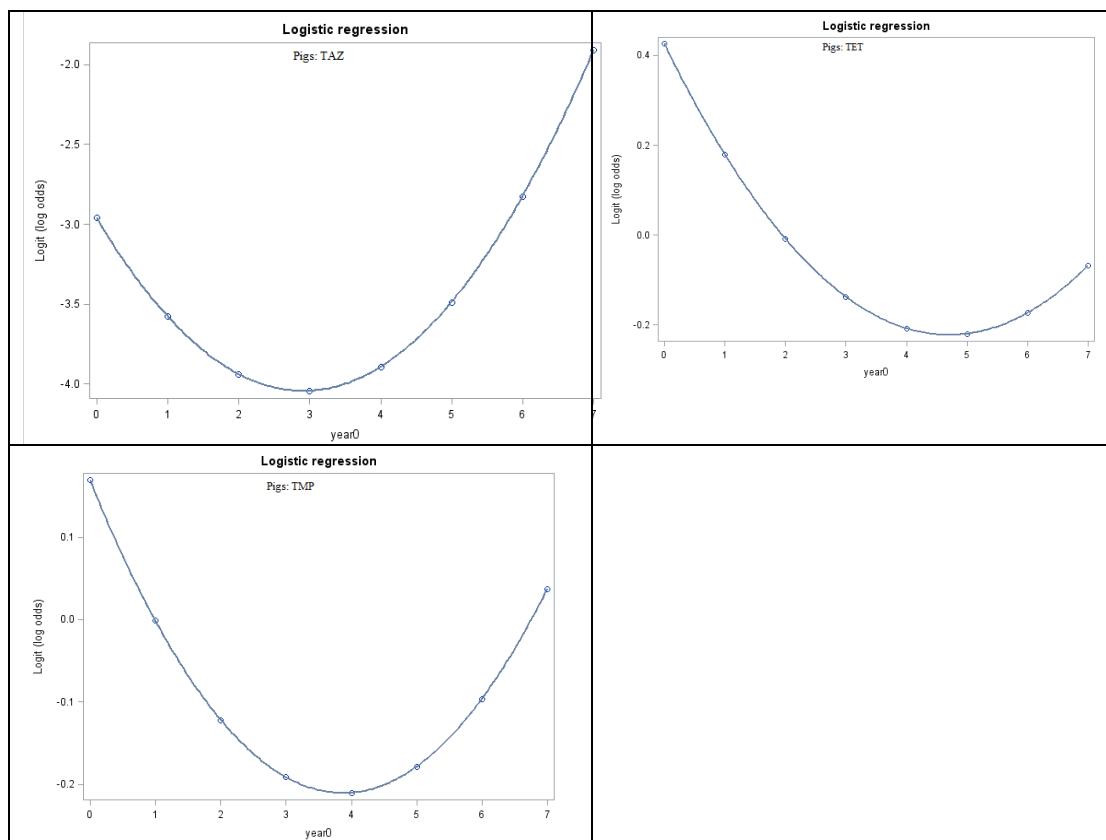 Logistic regression
Pigs: TAZ
-2.0
-2.5
-3.0
-3.5
-4.0
Logit (log odds)
0 1 2 3 4 5 6 7
year0
Logistic regression
Pigs: TET
0.4
0.2
0.0
-0.2
Logit (log odds)
0 1 2 3 4 5 6 7
year0
Logistic regression
Pigs: TMP
0.1
0.0
-0.1
-0.2
Logit (log odds)
0 1 2 3 4 5 6 7
year0